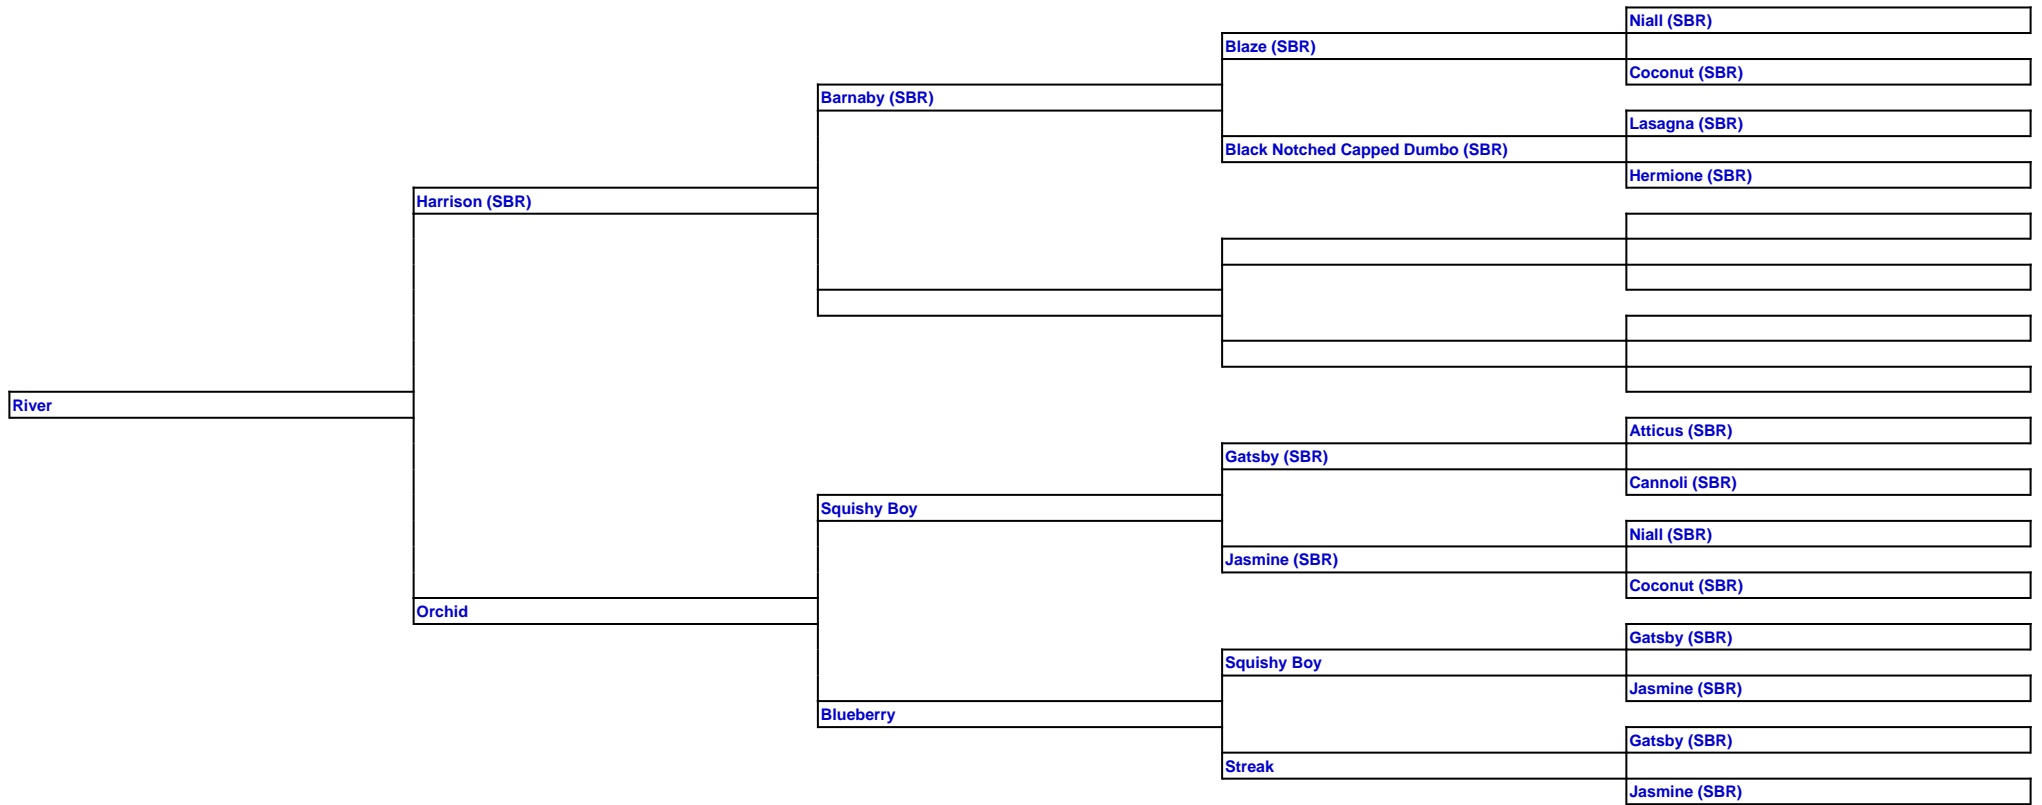 Niall (SBR)
Blaze (SBR)
Coconut (SBR)
Barnaby (SBR)
Lasagna (SBR)
Black Notched Capped Dumbo (SBR)
Hermione (SBR)
Harrison (SBR)
River
Atticus (SBR)
Gatsby (SBR)
Cannoli (SBR)
Squishy Boy
Niall (SBR)
Jasmine (SBR)
Coconut (SBR)
Orchid
Gatsby (SBR)
Squishy Boy
Jasmine (SBR)
Blueberry
Gatsby (SBR)
Streak
Jasmine (SBR)